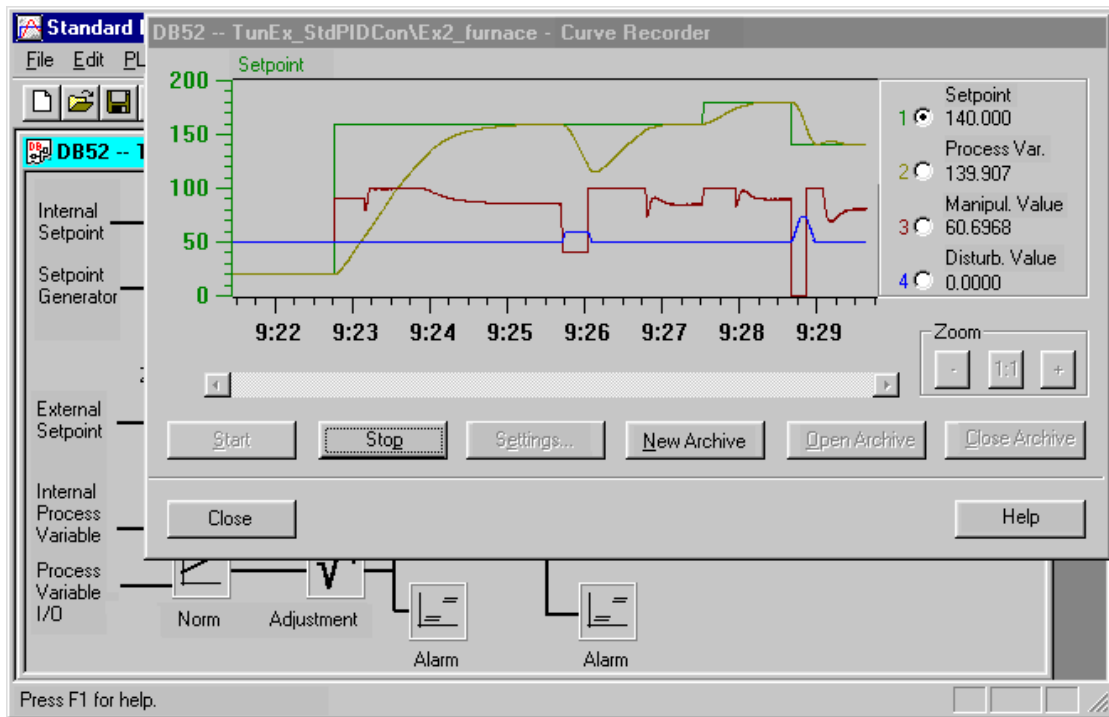 Standard
DB52 -- TunEx_StdPIDCon\Ex2_furnace - Curve Recorder
File Edit PL
DB52 -- T
Setpoint
200
150
100
50
0
9:22 9:23 9:24 9:25 9:26 9:27 9:28 9:29
Setpoint
1 140.000
Process Var.
2 139.907
Manipul. Value
3 60.6968
Disturb. Value
4 0.0000
Zoom
- 1:1 +
Start Stop Settings... New Archive Open Archive Close Archive
Close Help
Internal
Setpoint
Setpoint
Generator
External
Setpoint
Internal
Process
Variable
Process
Variable
I/O
Norm Adjustment
Alarm Alarm
Press F1 for help.